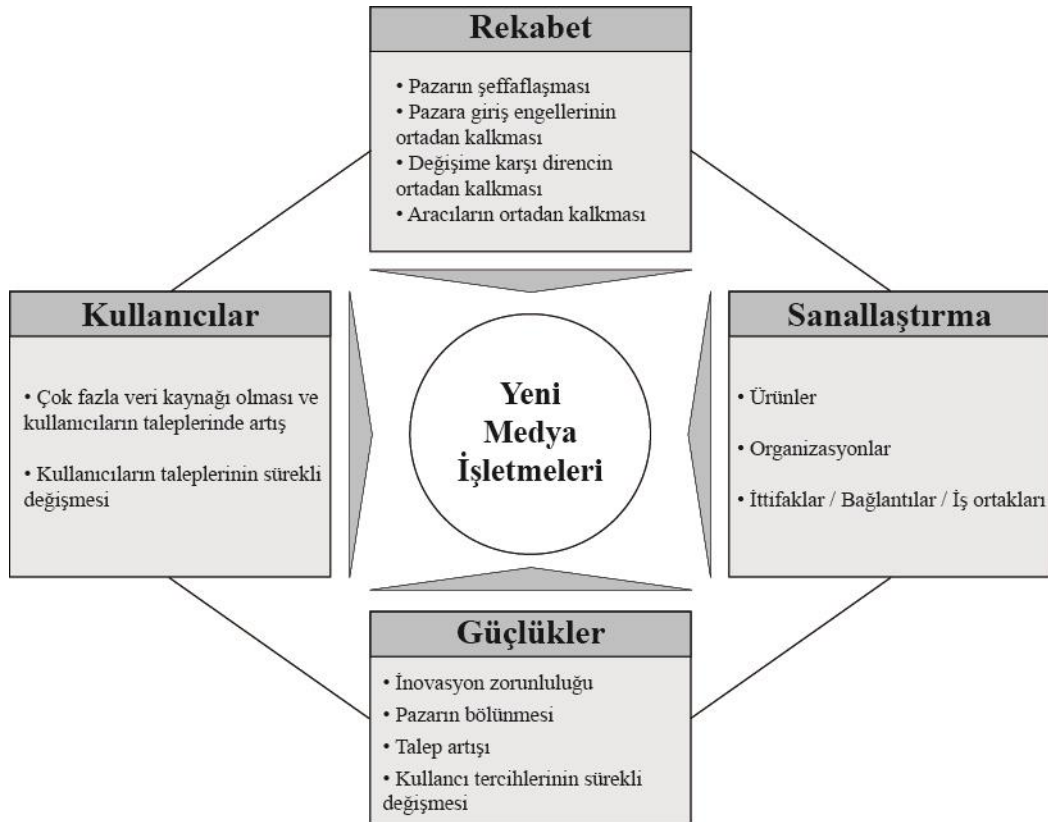 Rekabet
• Pazarın şeffaflaşması
• Pazara giriş engellerinin
ortadan kalkması
• Değişime karşı direncin
ortadan kalkması
• Aracıların ortadan kalkması
Kullanıcılar
• Çok fazla veri kaynağı olması ve
kullanıcıların taleplerinde artış
• Kullanıcıların taleplerinin sürekli
değişmesi
Yeni
Medya
İşletmeleri
Sanallaştırma
• Ürünler
• Organizasyonlar
• İttifaklar / Bağlantılar / İş ortakları
Güçlükler
• İnovasyon zorunluluğu
• Pazarın bölünmesi
• Talep artışı
• Kullancı tercihlerinin sürekli
değişmesi